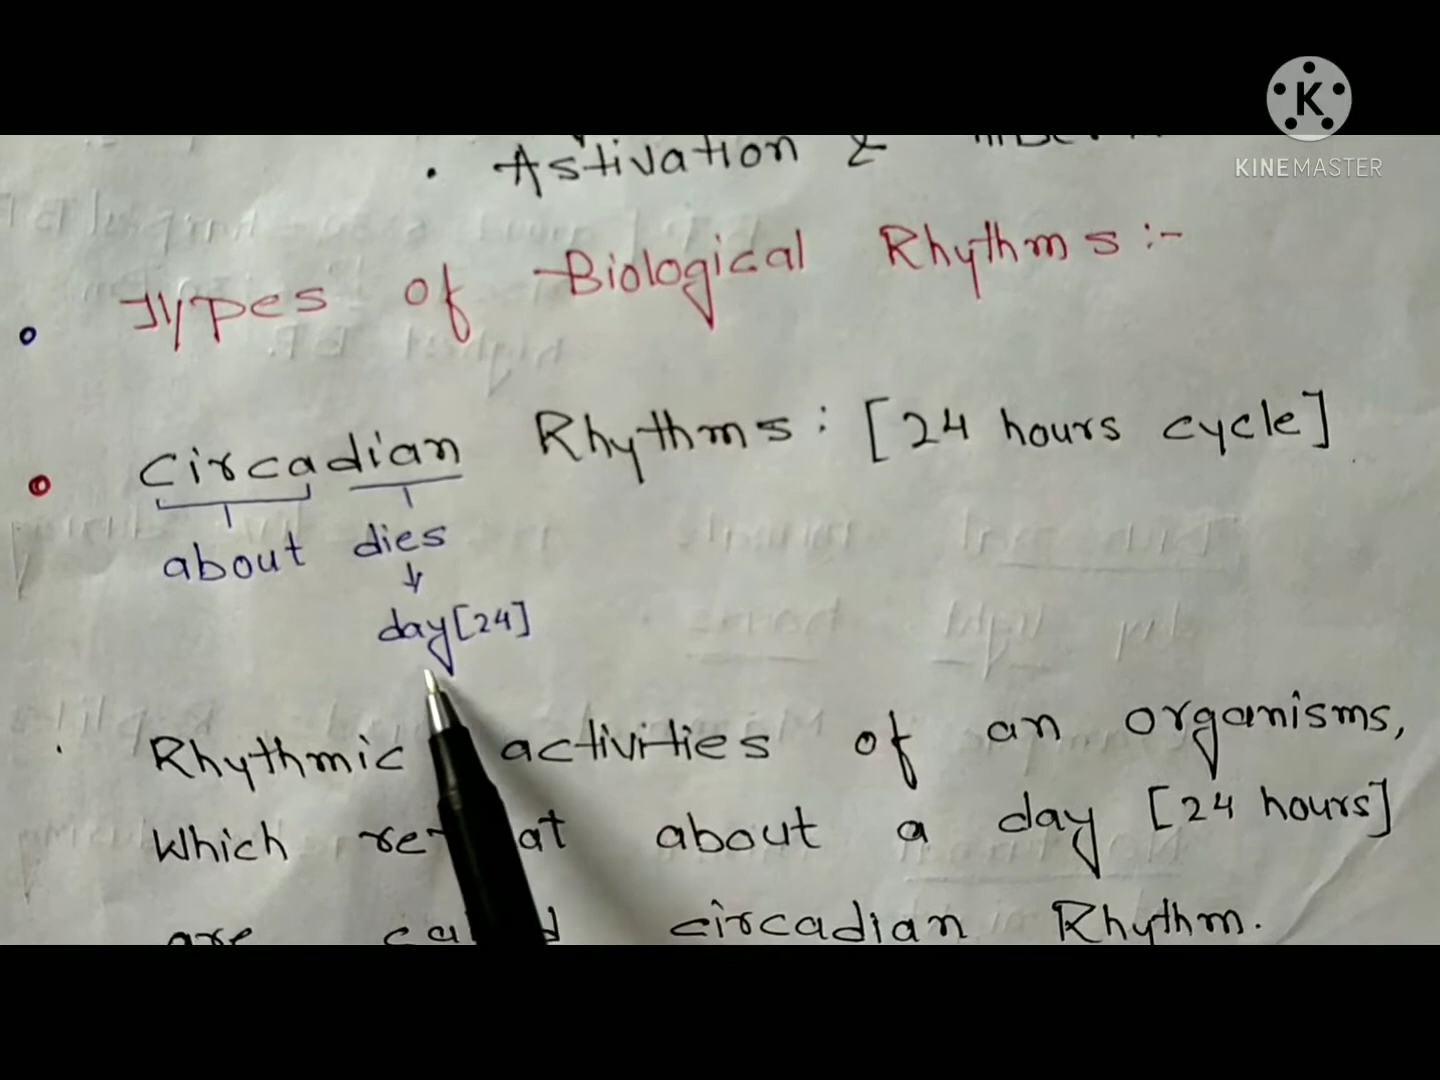 KINEMASTER
• Astivation &
Types of Biological Rhythms:-
Circadian Rhythms: [24 hours cycle]
about dies
day[24]
Rhythmic activities of an organisms,
Which at about a day [24 hours]
are circadian Rhythm.